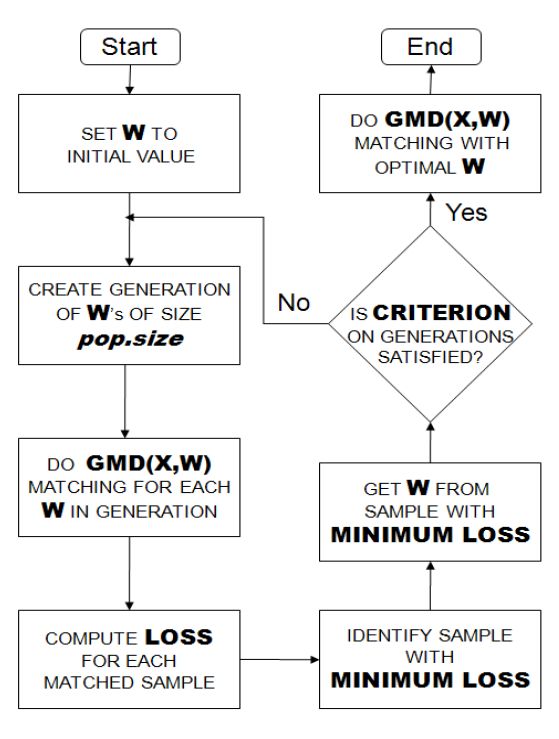 Start
SET W TO
INITIAL VALUE
CREATE GENERATION
OF W's OF SIZE
pop.size
DO GMD(X,W)
MATCHING FOR EACH
W IN GENERATION
COMPUTE LOSS
FOR EACH
MATCHED SAMPLE
IDENTIFY SAMPLE
WITH
MINIMUM LOSS
GET W FROM
SAMPLE WITH
MINIMUM LOSS
IS CRITERION
ON GENERATIONS
SATISFIED?
No
Yes
DO GMD(X,W)
MATCHING WITH
OPTIMAL W
End